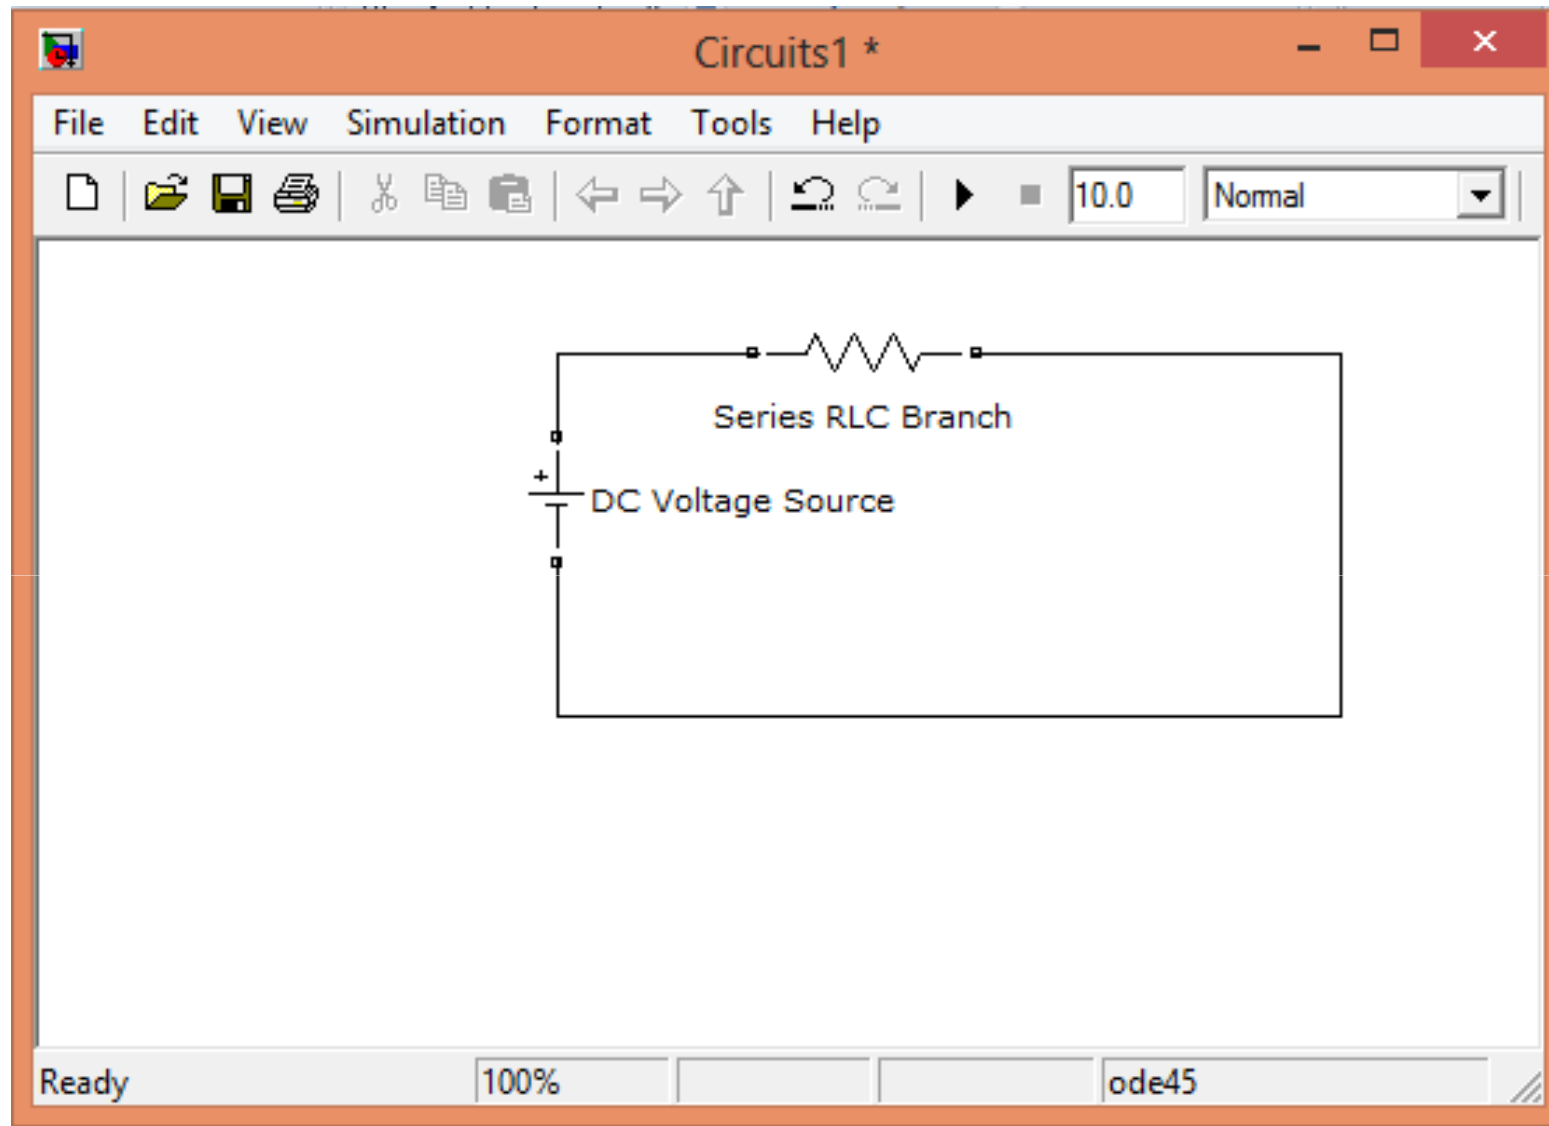 Circuits1 *
File Edit View Simulation Format Tools Help
10.0 Normal
Series RLC Branch
+
DC Voltage Source
Ready 100% ode45